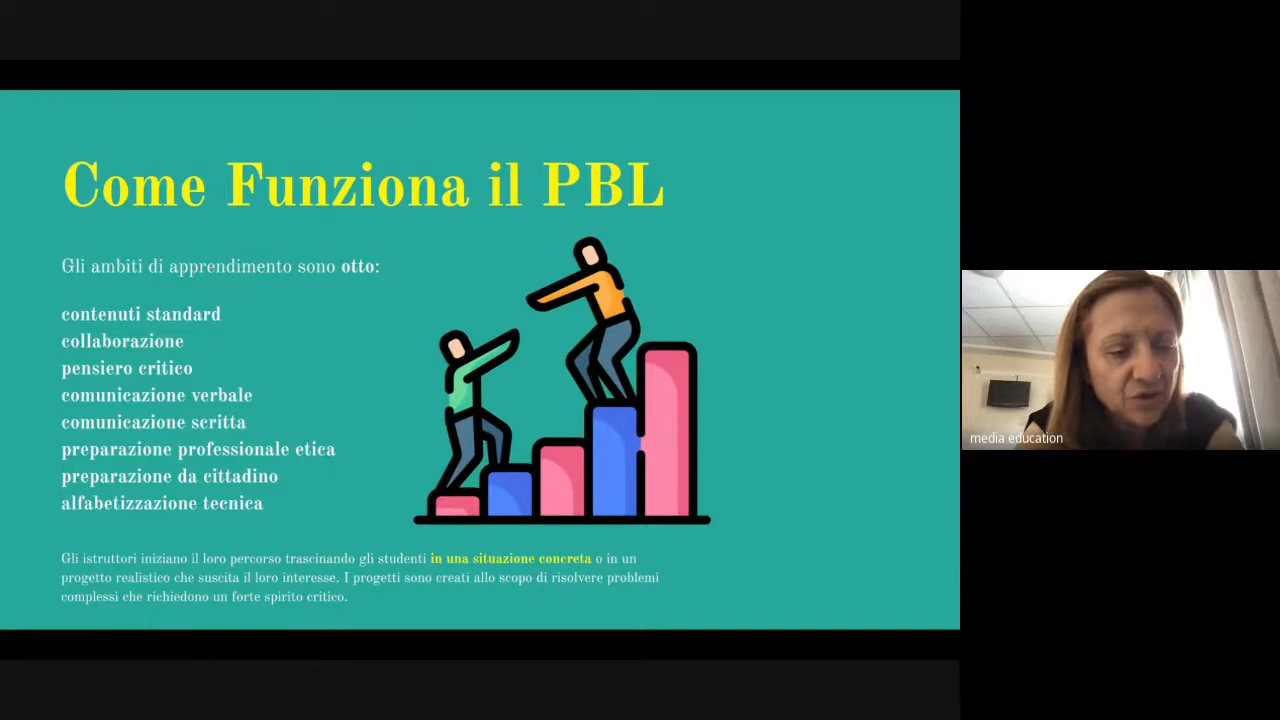 Come Funziona il PBL
Gli ambiti di apprendimento sono otto:
contenuti standard
collaborazione
pensiero critico
comunicazione verbale
comunicazione scritta
preparazione professionale etica
preparazione da cittadino
alfabetizzazione tecnica
Gli istruttori iniziano il loro percorso trascinando gli studenti in una situazione concreta o in un
progetto realistico che suscita il loro interesse. I progetti sono creati allo scopo di risolvere problemi
complessi che richiedono un forte spirito critico.
media education